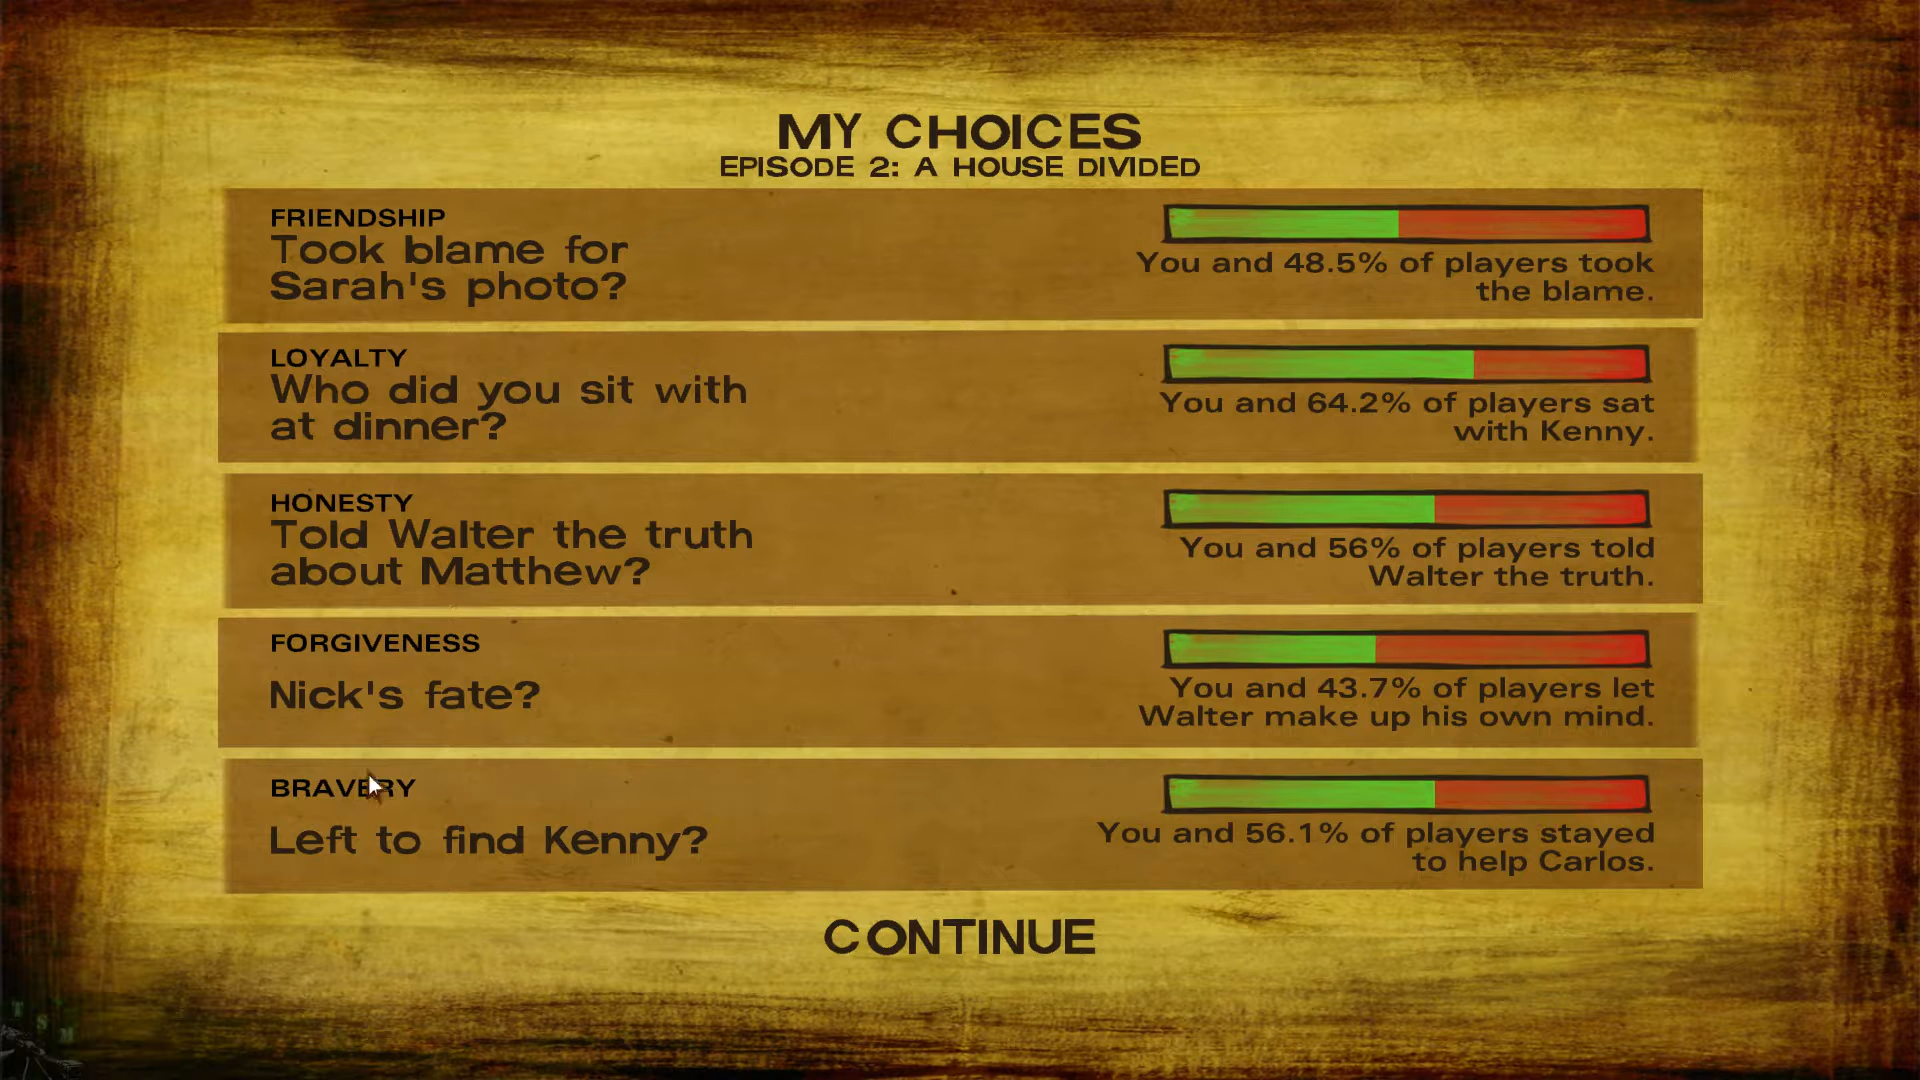 MY CHOICES
EPISODE 2: A HOUSE DIVIDED
FRIENDSHIP
Took blame for
Sarah's photo?
You and 48.5% of players took
the blame.
LOYALTY
Who did you sit with
at dinner?
You and 64.2% of players sat
with Kenny.
HONESTY
Told Walter the truth
about Matthew?
You and 56% of players told
Walter the truth.
FORGIVENESS
Nick's fate?
You and 43.7% of players let
Walter make up his own mind.
BRAVERY
Left to find Kenny?
You and 56.1% of players stayed
to help Carlos.
CONTINUE